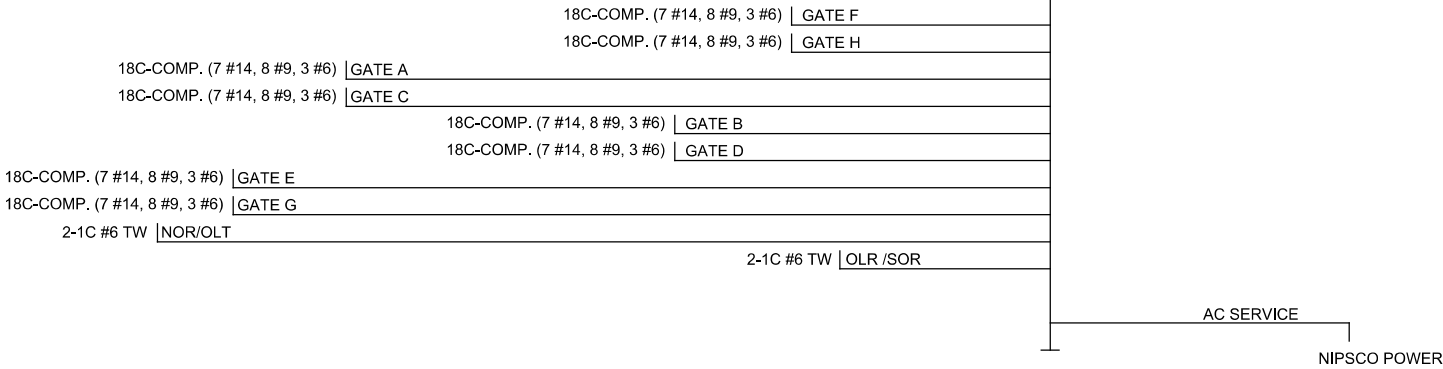 18C-COMP. (7 #14, 8 #9, 3 #6) GATE F
18C-COMP. (7 #14, 8 #9, 3 #6) GATE H
18C-COMP. (7 #14, 8 #9, 3 #6) GATE A
18C-COMP. (7 #14, 8 #9, 3 #6) GATE C
18C-COMP. (7 #14, 8 #9, 3 #6) GATE B
18C-COMP. (7 #14, 8 #9, 3 #6) GATE D
18C-COMP. (7 #14, 8 #9, 3 #6) GATE E
18C-COMP. (7 #14, 8 #9, 3 #6) GATE G
2-1C #6 TW NOR/OLT
2-1C #6 TW OLR /SOR
AC SERVICE
NIPSCO POWER